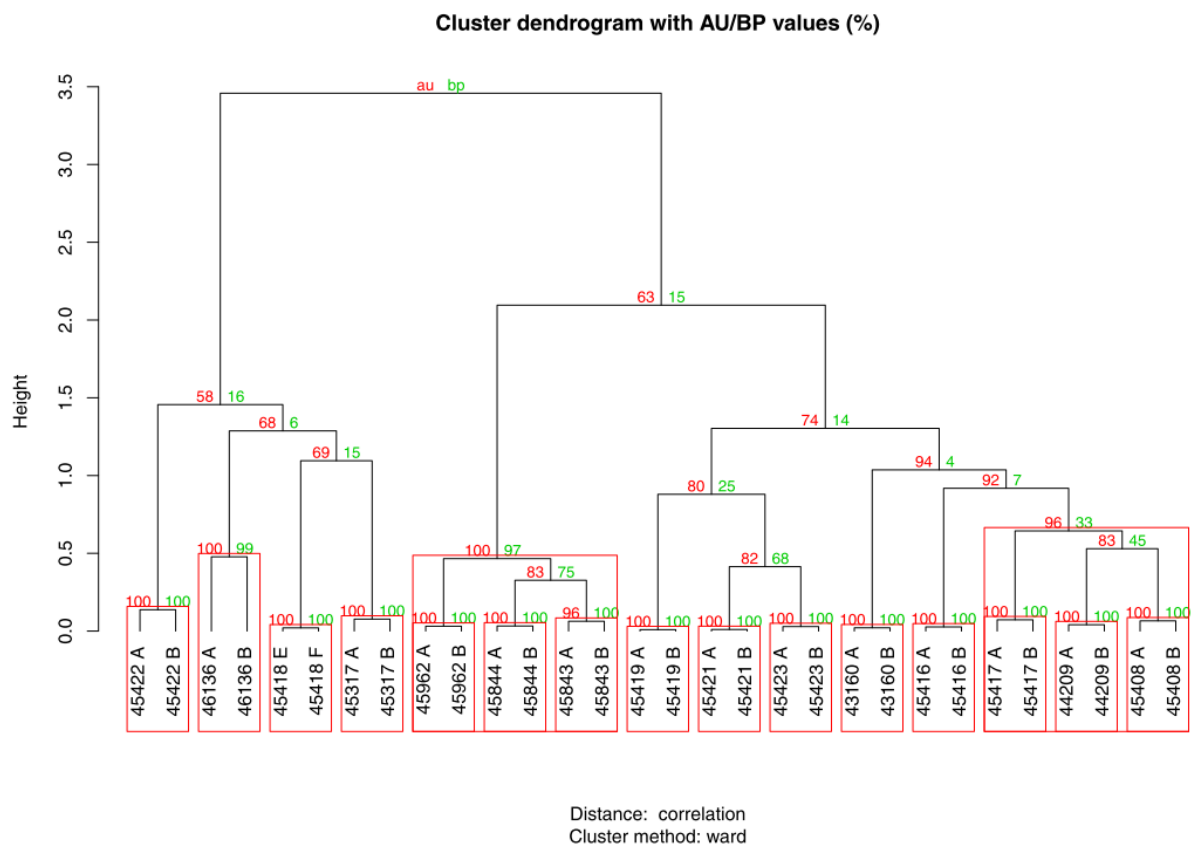 Cluster dendrogram with AU/BP values (%)
au bp
3.5
3.0
2.5
2.0
1.5
1.0
0.5
0.0
Height
63 15
58 16
68 6
69 15
74 14
94 4
92 7
80 25
96 33
83 45
82 68
100 99
100 97
83 75
100 100
100 100
100 100
100 100
100 100
96 100
100 100
100 100
100 100
100 100
100 100
100 100
100 100
100 100
45422 A
45422 B
46136 A
46136 B
45418 E
45418 F
45317 A
45317 B
45962 A
45962 B
45844 A
45844 B
45843 A
45843 B
45419 A
45419 B
45421 A
45421 B
45423 A
45423 B
43160 A
43160 B
45416 A
45416 B
45417 A
45417 B
44209 A
44209 B
45408 A
45408 B
Distance: correlation
Cluster method: ward